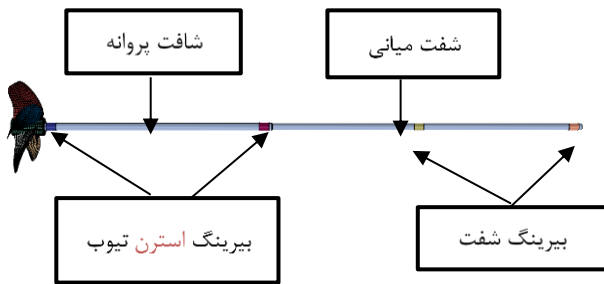 شافت پروانه
شفت میانی
بیرینگ استرن تیوب
بیرینگ شفت